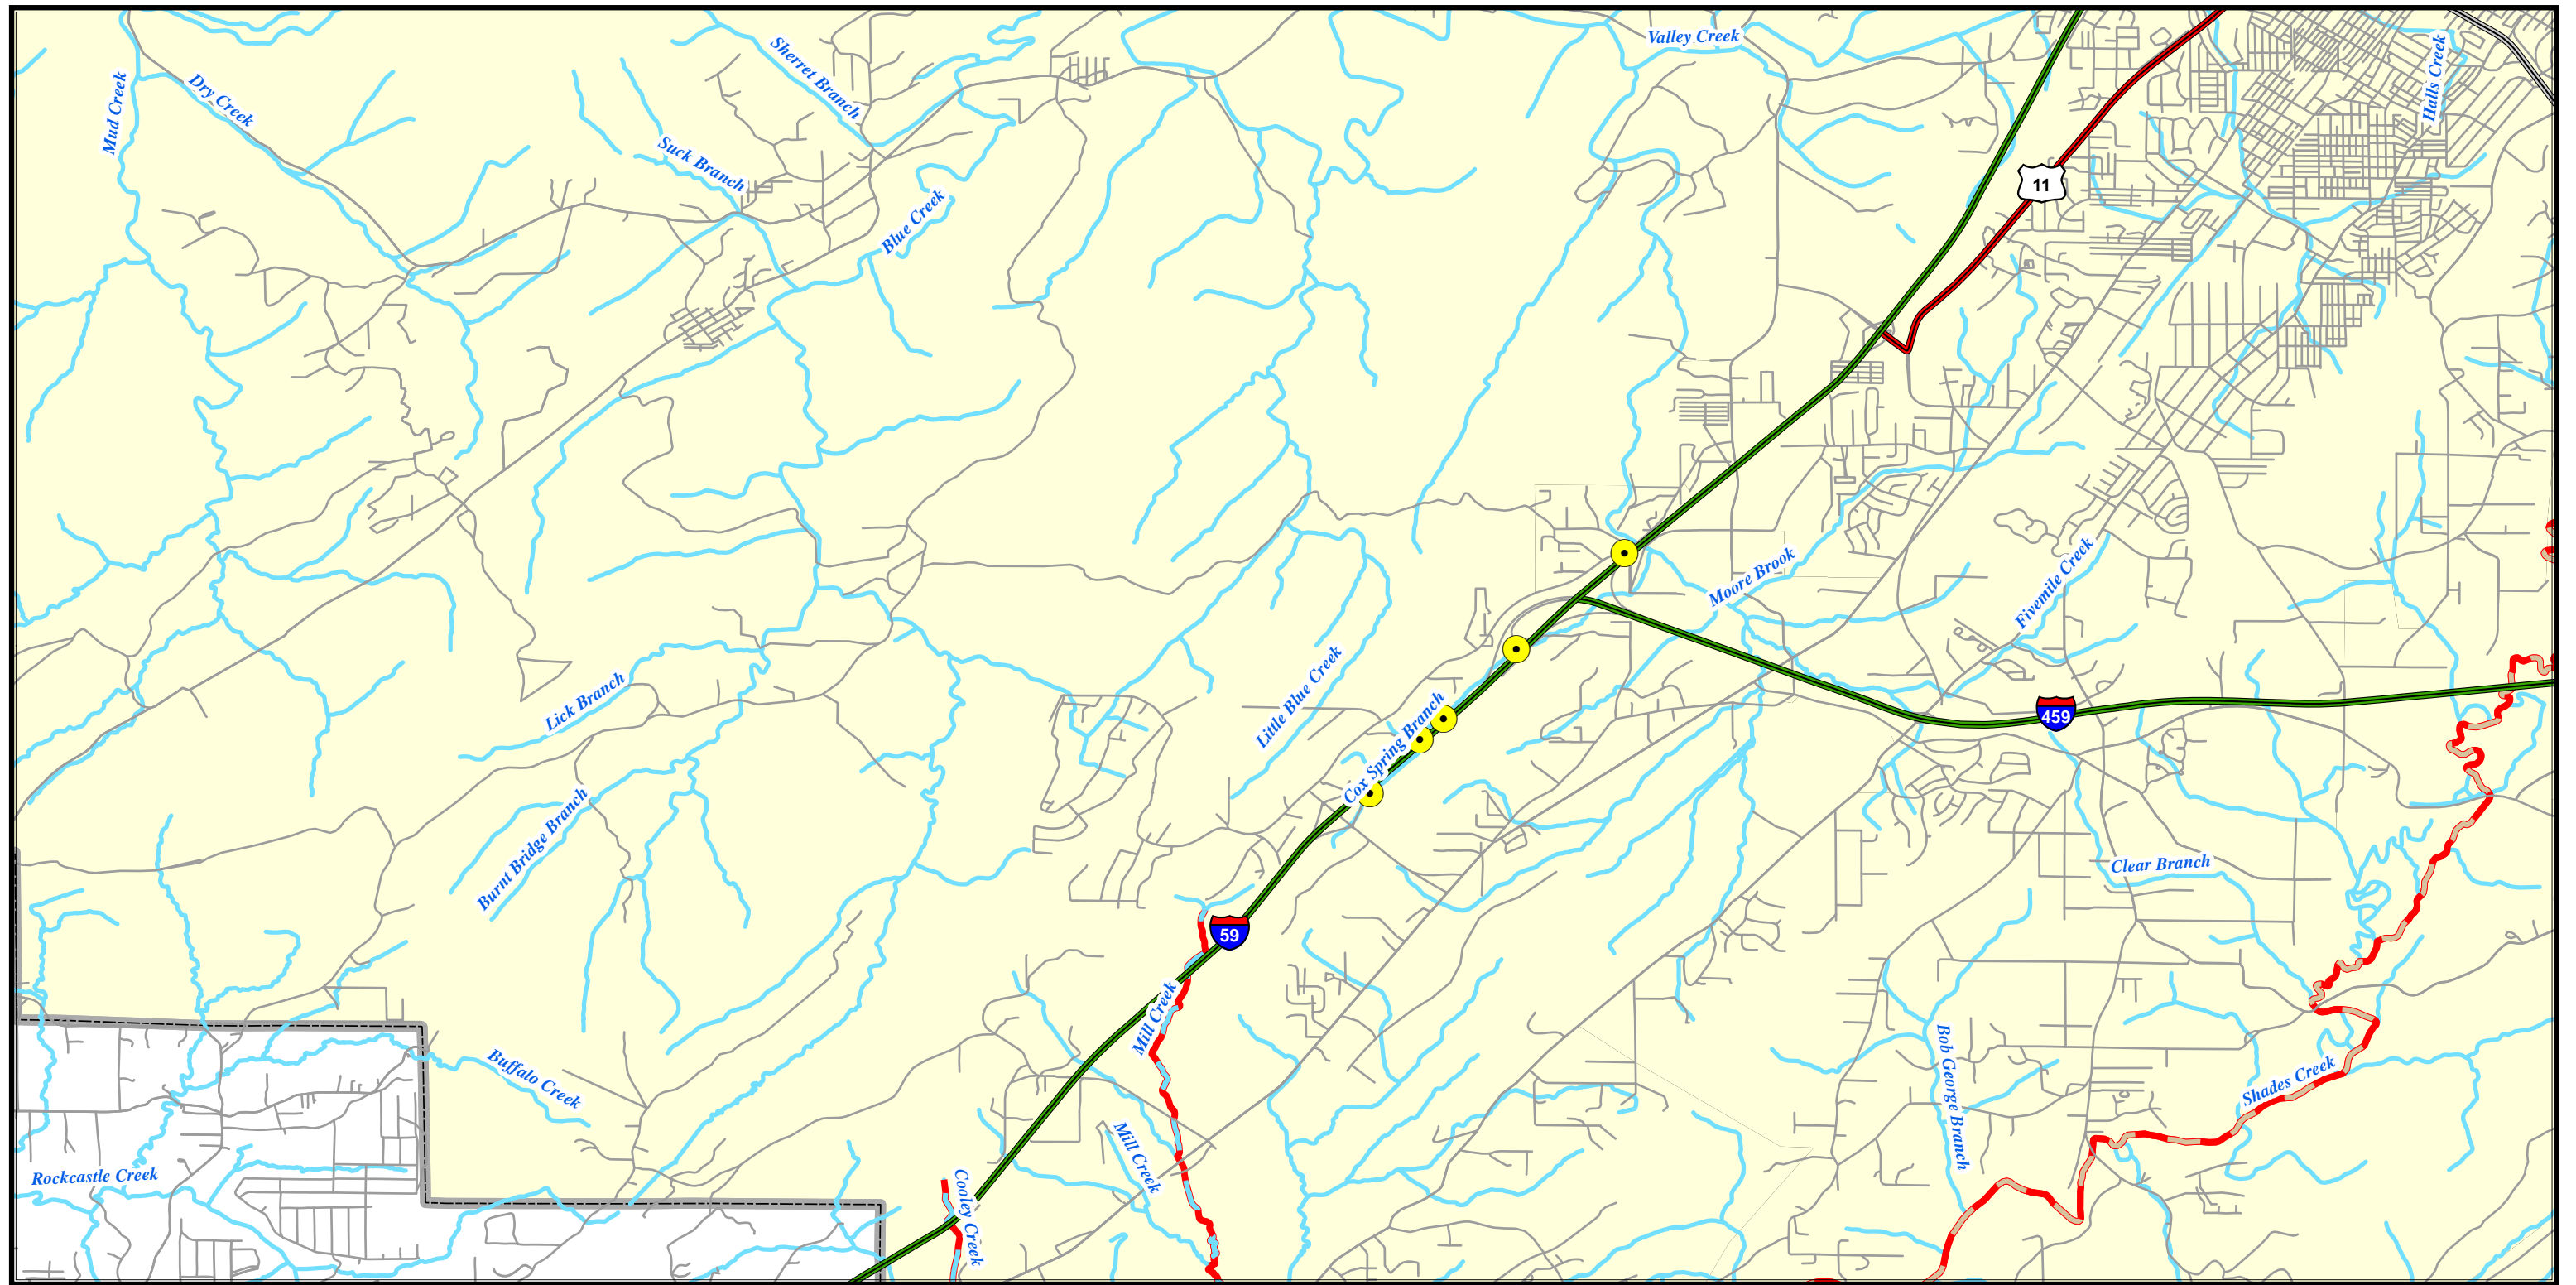 Valley Creek
Sherret Branch
Halls Creek
Mud Creek
Dry Creek
Suck Branch
11
Blue Creek
Moore Brook
Fivemile Creek
Little Blue Creek
Lick Branch
459
Cox Spring Branch
Burnt Bridge Branch
Clear Branch
59
Mill Creek
Buffalo Creek
Bob George Branch
Shades Creek
Mill Creek
Rockcastle Creek
Cooley Creek